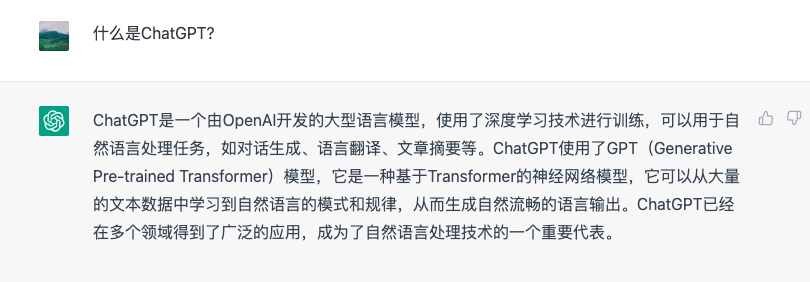 什么是ChatGPT?
ChatGPT是一个由OpenAI开发的大型语言模型，使用了深度学习技术进行训练，可以用于自
然语言处理任务，如对话生成、语言翻译、文章摘要等。ChatGPT使用了GPT（Generative
Pre-trained Transformer）模型，它是一种基于Transformer的神经网络模型，它可以从大量
的文本数据中学习到自然语言的模式和规律，从而生成自然流畅的语言输出。ChatGPT已经
在多个领域得到了广泛的应用，成为了自然语言处理技术的一个重要代表。